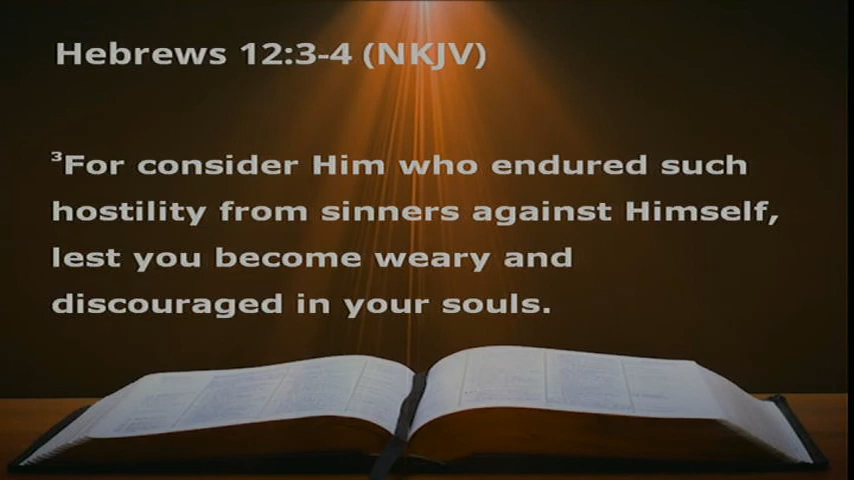 Hebrews 12:3-4 (NKJV)
³For consider Him who endured such
hostility from sinners against Himself,
lest you become weary and
discouraged in your souls.